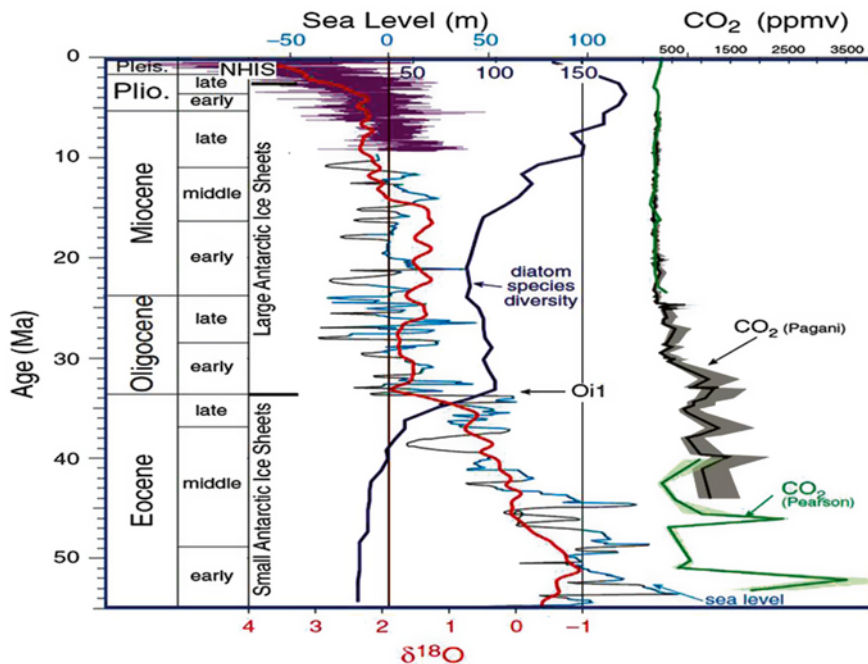 Sea Level (m)
CO2 (ppmv)
−50 0 50 100
500 1500 2500 3500
0
10
20
30
40
50
Age (Ma)
Pleis.
Plio.
Miocene
Oligocene
Eocene
late
early
late
middle
early
late
early
late
middle
early
NHIS
50 100 150
Large Antarctic Ice Sheets
Small Antarctic Ice Sheets
diatom
species
diversity
CO2 (Pagani)
Oi1
CO2
(Pearson)
sea level
4 3 2 1 0 −1
δ18O